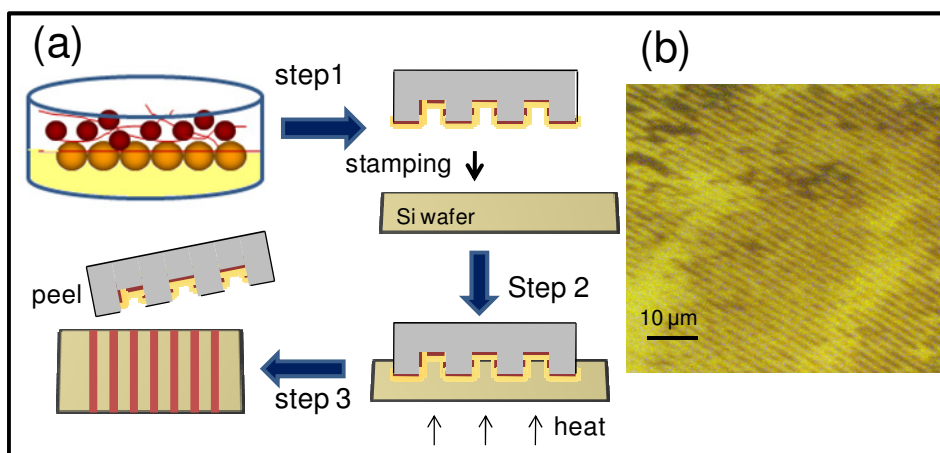 (a)
step1
stamping
Si wafer
Step 2
peel
step 3
heat
(b)
10 µm